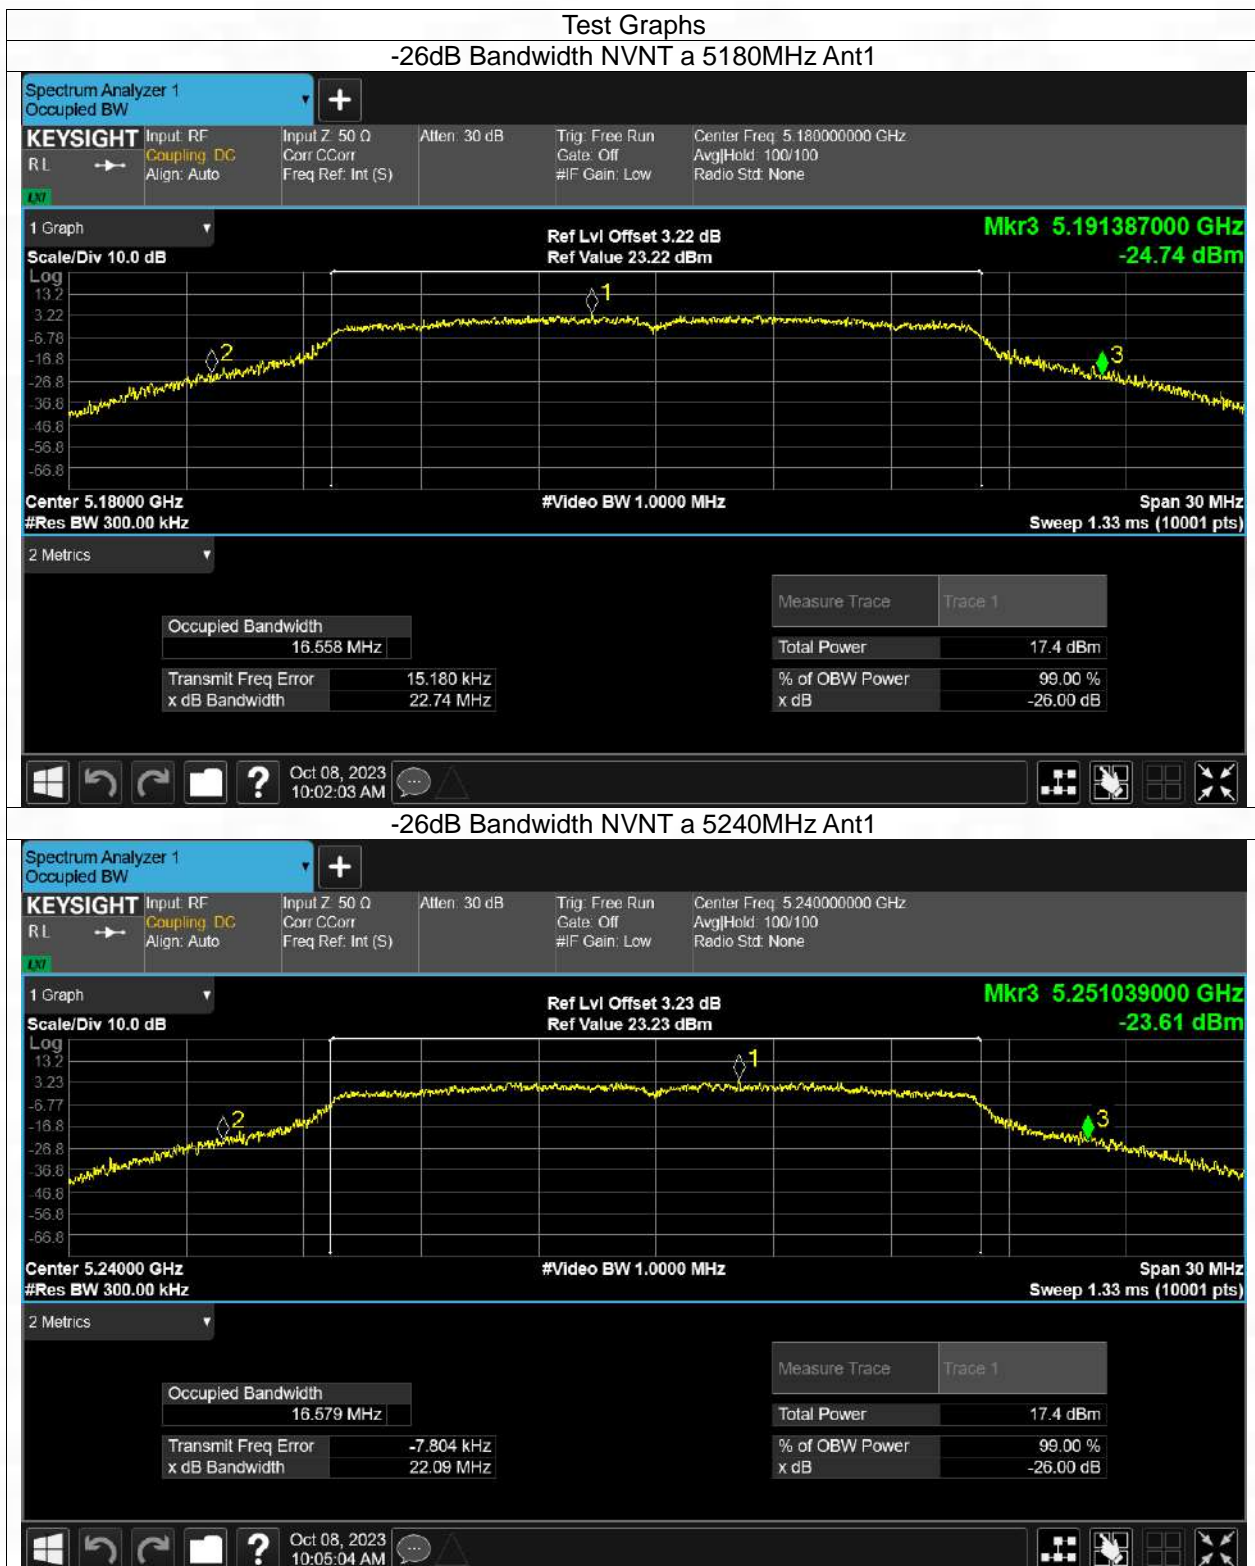 Test Graphs
-26dB Bandwidth NVNT a 5180MHz Ant1
Spectrum Analyzer 1
Occupied BW
+
KEYSIGHT Input: RF Input Z: 50 Ω Atten: 30 dB Trig: Free Run Center Freq: 5.180000000 GHz
RL Coupling: DC Corr CCorr Gate: Off Avg|Hold: 100/100
Align: Auto Freq Ref: Int (S) #IF Gain: Low Radio Std: None
LXI
1 Graph Ref Lvl Offset 3.22 dB Mkr3 5.191387000 GHz
Scale/Div 10.0 dB Ref Value 23.22 dBm -24.74 dBm
Log
13.2
3.22
-6.78
-16.8
-26.8
-36.8
-46.8
-56.8
-66.8
1
2
3
Center 5.18000 GHz #Video BW 1.0000 MHz Span 30 MHz
#Res BW 300.00 kHz Sweep 1.33 ms (10001 pts)
2 Metrics
Measure Trace Trace 1
Occupied Bandwidth
16.558 MHz Total Power 17.4 dBm
Transmit Freq Error 15.180 kHz % of OBW Power 99.00 %
x dB Bandwidth 22.74 MHz x dB -26.00 dB
? Oct 08, 2023
10:02:03 AM
-26dB Bandwidth NVNT a 5240MHz Ant1
Spectrum Analyzer 1
Occupied BW
+
KEYSIGHT Input: RF Input Z: 50 Ω Atten: 30 dB Trig: Free Run Center Freq: 5.240000000 GHz
RL Coupling: DC Corr CCorr Gate: Off Avg|Hold: 100/100
Align: Auto Freq Ref: Int (S) #IF Gain: Low Radio Std: None
LXI
1 Graph Ref Lvl Offset 3.23 dB Mkr3 5.251039000 GHz
Scale/Div 10.0 dB Ref Value 23.23 dBm -23.61 dBm
Log
13.2
3.23
-6.77
-16.8
-26.8
-36.8
-46.8
-56.8
-66.8
1
2
3
Center 5.24000 GHz #Video BW 1.0000 MHz Span 30 MHz
#Res BW 300.00 kHz Sweep 1.33 ms (10001 pts)
2 Metrics
Measure Trace Trace 1
Occupied Bandwidth
16.579 MHz Total Power 17.4 dBm
Transmit Freq Error -7.804 kHz % of OBW Power 99.00 %
x dB Bandwidth 22.09 MHz x dB -26.00 dB
? Oct 08, 2023
10:05:04 AM